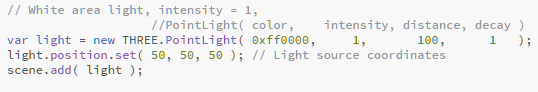 // White area light, intensity = 1,
//PointLight( color, intensity, distance, decay )
var light = new THREE.PointLight( 0xff0000, 1, 100, 1 );
light.position.set( 50, 50, 50 ); // Light source coordinates
scene.add( light );